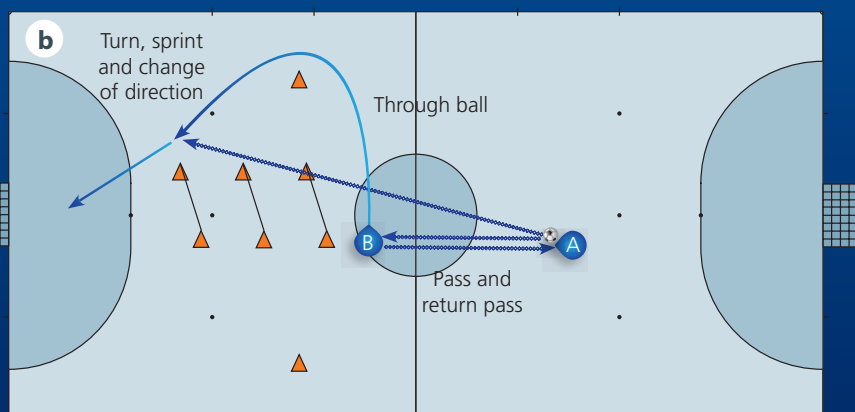 b
Turn, sprint
and change
of direction
Through ball
B
A
Pass and
return pass